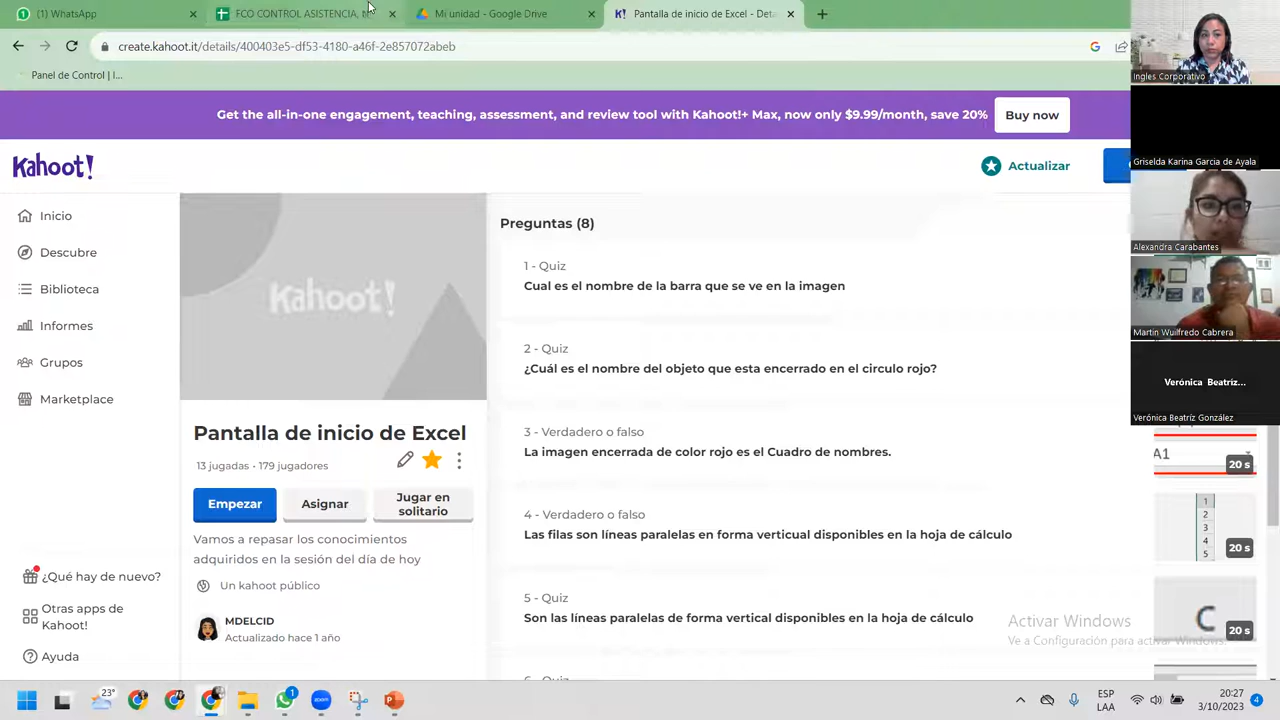 (1) WhatsApp
FCO CONTROL ASISTENCIA,
Mi unidad - Google Drive
Pantalla de inicio de Excel - Deta
create.kahoot.it/details/400403e5-df53-4180-a46f-2e857072abeb
Panel de Control | I...
Get the all-in-one engagement, teaching, assessment, and review tool with Kahoot!+ Max, now only $9.99/month, save 20%
Buy now
Kahoot!
Actualizar
Inicio
Descubre
Biblioteca
Informes
Grupos
Marketplace
¿Qué hay de nuevo?
Otras apps de
Kahoot!
Ayuda
Kahoot!
Pantalla de inicio de Excel
13 jugadas • 179 jugadores
Empezar
Asignar
Jugar en
solitario
Vamos a repasar los conocimientos
adquiridos en la sesión del día de hoy
Un kahoot público
MDELCID
Actualizado hace 1 año
Preguntas (8)
1 - Quiz
Cual es el nombre de la barra que se ve en la imagen
2 - Quiz
¿Cuál es el nombre del objeto que esta encerrado en el circulo rojo?
3 - Verdadero o falso
La imagen encerrada de color rojo es el Cuadro de nombres.
4 - Verdadero o falso
Las filas son líneas paralelas en forma verticual disponibles en la hoja de cálculo
5 - Quiz
Son las líneas paralelas de forma vertical disponibles en la hoja de cálculo
Ingles Corporativo
Griselda Karina Garcia de Ayala
Alexandra Carabantes
Martin Wuilfredo Cabrera
Verónica Beatríz...
Verónica Beatríz González
A1
20 s
1
2
3
4
5
20 s
C
20 s
Activar Windows
Ve a Configuración para activar Windows.
23°
1
ESP
LAA
20:27
3/10/2023
4